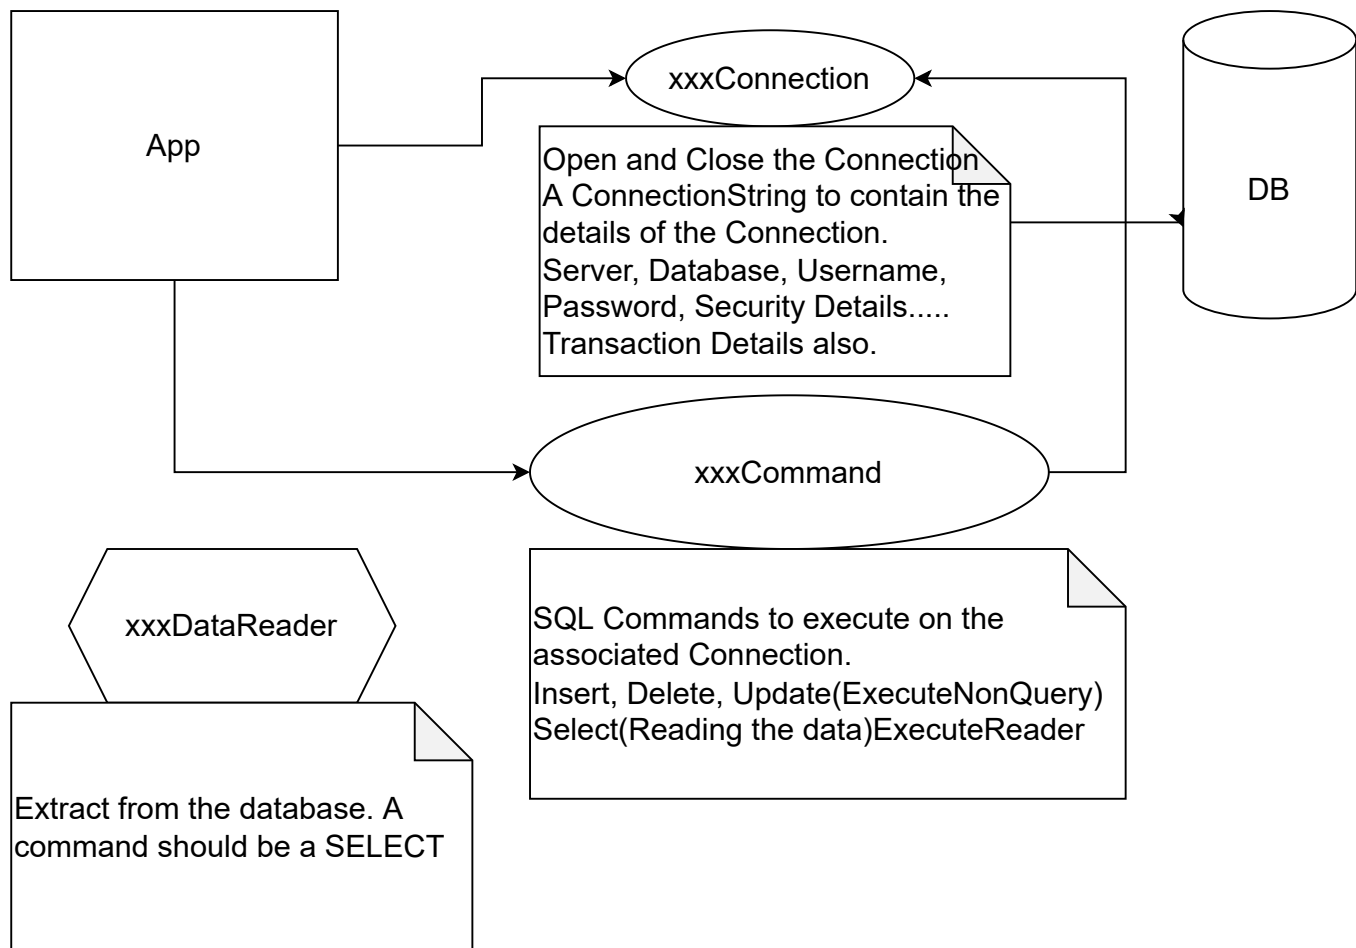 App
xxxConnection
DB
Open and Close the Connection
A ConnectionString to contain the
details of the Connection.
Server, Database, Username,
Password, Security Details.....
Transaction Details also.
xxxCommand
xxxDataReader
SQL Commands to execute on the
associated Connection.
Insert, Delete, Update(ExecuteNonQuery)
Select(Reading the data)ExecuteReader
Extract from the database. A
command should be a SELECT